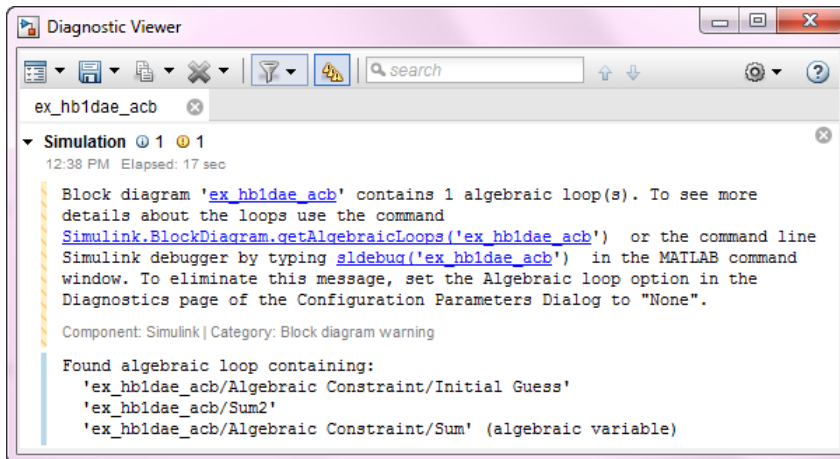 Diagnostic Viewer
search
ex_hb1dae_acb
Simulation 1 1
12:38 PM Elapsed: 17 sec
Block diagram 'ex_hb1dae_acb' contains 1 algebraic loop(s). To see more
details about the loops use the command
Simulink.BlockDiagram.getAlgebraicLoops('ex_hb1dae_acb') or the command line
Simulink debugger by typing sldebug('ex_hb1dae_acb') in the MATLAB command
window. To eliminate this message, set the Algebraic loop option in the
Diagnostics page of the Configuration Parameters Dialog to "None".
Component: Simulink | Category: Block diagram warning
Found algebraic loop containing:
'ex_hb1dae_acb/Algebraic Constraint/Initial Guess'
'ex_hb1dae_acb/Sum2'
'ex_hb1dae_acb/Algebraic Constraint/Sum' (algebraic variable)